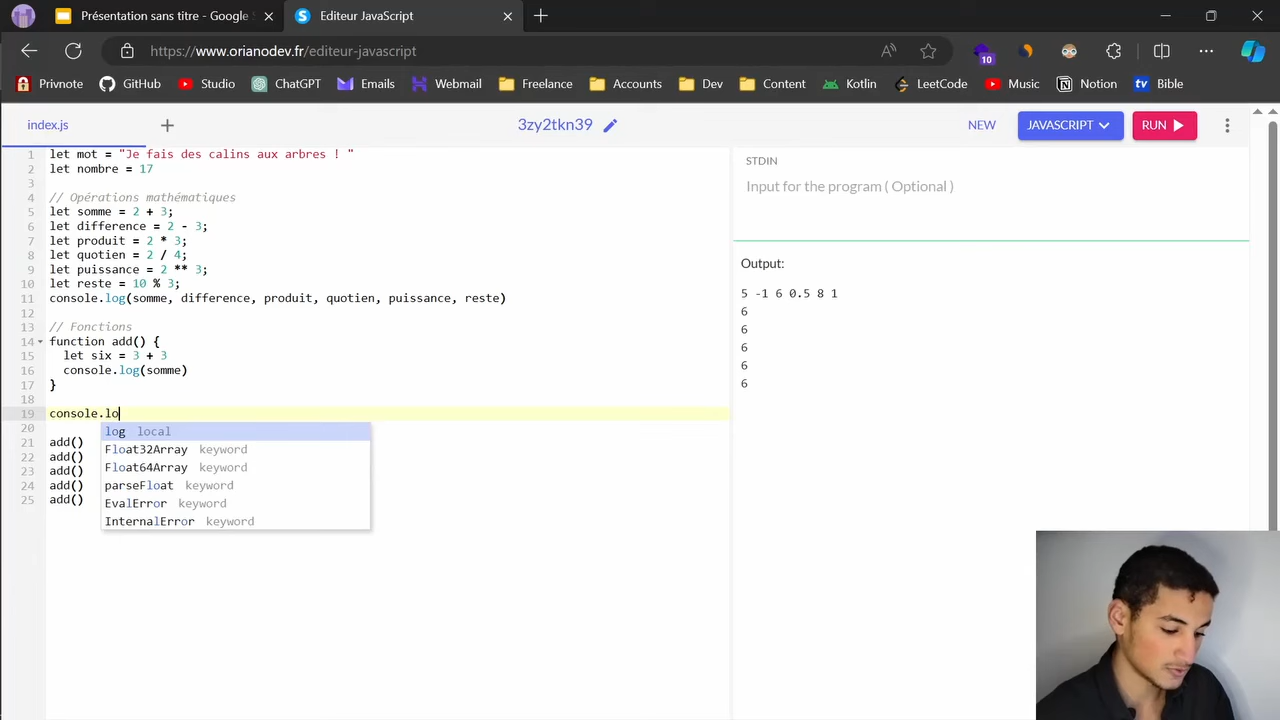 Présentation sans titre - Google S
Editeur JavaScript
https://www.orianodev.fr/editeur-javascript
10
Privnote
GitHub
Studio
ChatGPT
Emails
Wermail
Freelance
Accounts
Dev
Content
Kotlin
LeetCode
Music
Notion
tv Bible
index.js
3zy2tkn39
NEW
JAVASCRIPT
RUN
1 let mot = "Je fais des calins aux arbres ! "
2 let nombre = 17
3
4 // Opérations mathématiques
5 let somme = 2 + 3;
6 let difference = 2 - 3;
7 let produit = 2 * 3;
8 let quotien = 2 / 4;
9 let puissance = 2 ** 3;
10 let reste = 10 % 3;
11 console.log(somme, difference, produit, quotien, puissance, reste)
12
13 // Fonctions
14 function add() {
15 let six = 3 + 3
16 console.log(somme)
17 }
18
19 console.lo
20
21 add()
22 add()
23 add()
24 add()
25 add()
log local
Float32Array keyword
Float64Array keyword
parseFloat keyword
EvalError keyword
InternalError keyword
STDIN
Input for the program ( Optional )
Output:
5 -1 6 0.5 8 1
6
6
6
6
6